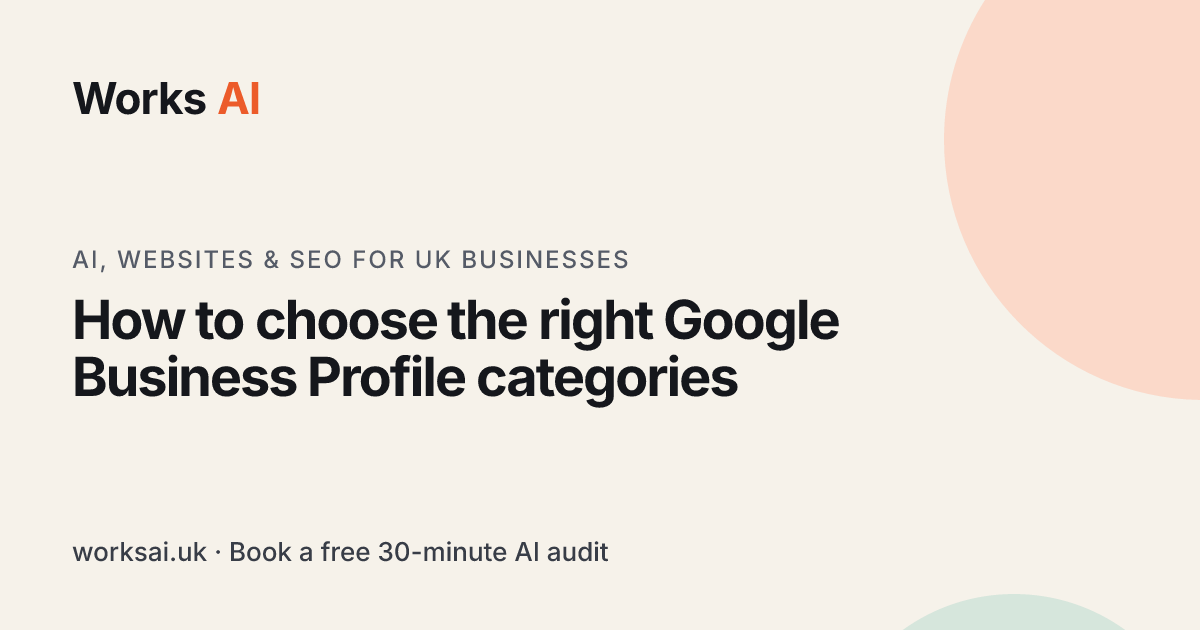 Works AI
AI, WEBSITES & SEO FOR UK BUSINESSES
How to choose the right Google
Business Profile categories
worksai.uk · Book a free 30-minute AI audit